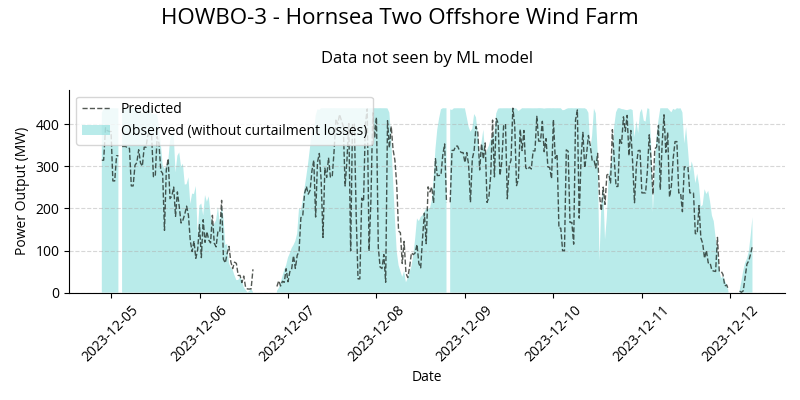 HOWBO-3 - Hornsea Two Offshore Wind Farm
Data not seen by ML model
Predicted
Observed (without curtailment losses)
Power Output (MW)
400
300
200
100
0
2023-12-05
2023-12-06
2023-12-07
2023-12-08
2023-12-09
2023-12-10
2023-12-11
2023-12-12
Date